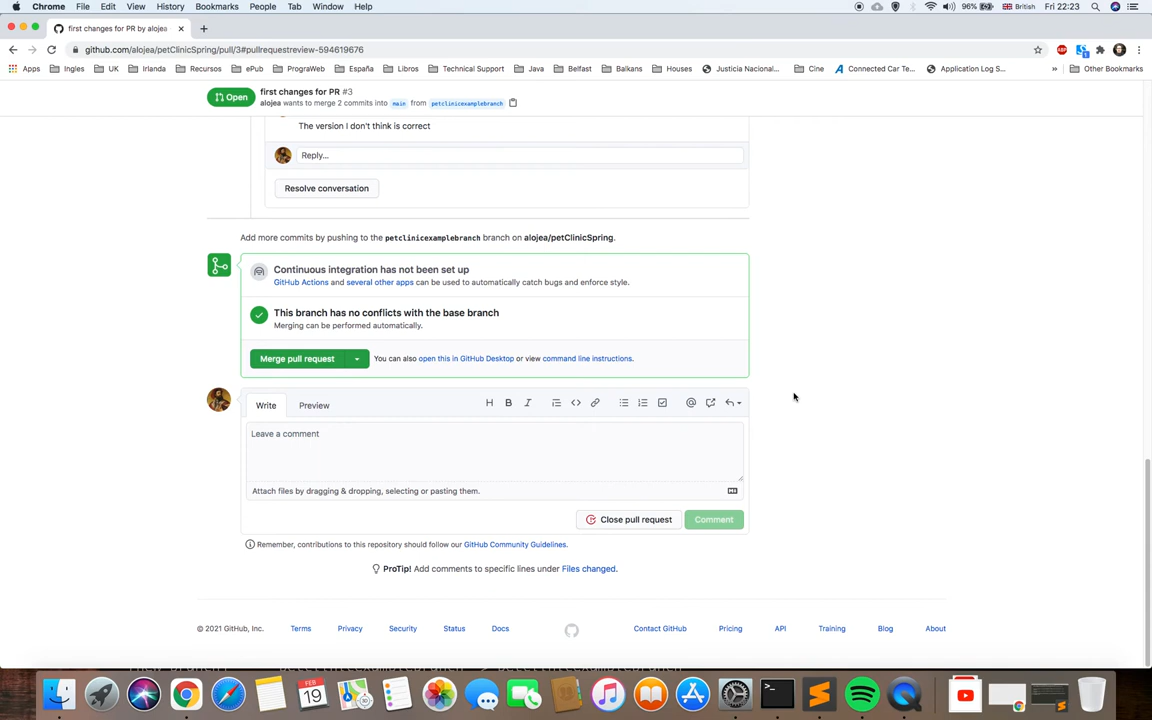 Chrome File Edit View History Bookmarks People Tab Window Help 96% British Fri 22:23
first changes for PR by alojea
github.com/alojea/petClinicSpring/pull/3#pullrequestreview-594619676
Apps Ingles UK Irlanda Recursos ePub PrograWeb España Libros Technical Support Java Belfast Balkans Houses Justicia Nacional... Cine Connected Car Te... Application Log S... Other Bookmarks
Open
first changes for PR #3
alojea wants to merge 2 commits into main from petclinicexamplebranch
The version I don't think is correct
Reply...
Resolve conversation
Add more commits by pushing to the petclinicexamplebranch branch on alojea/petClinicSpring.
Continuous integration has not been set up
GitHub Actions and several other apps can be used to automatically catch bugs and enforce style.
This branch has no conflicts with the base branch
Merging can be performed automatically.
Merge pull request You can also open this in GitHub Desktop or view command line instructions.
Write Preview
Leave a comment
Attach files by dragging & dropping, selecting or pasting them.
Close pull request Comment
Remember, contributions to this repository should follow our GitHub Community Guidelines.
ProTip! Add comments to specific lines under Files changed.
© 2021 GitHub, Inc. Terms Privacy Security Status Docs Contact GitHub Pricing API Training Blog About
FEB
19